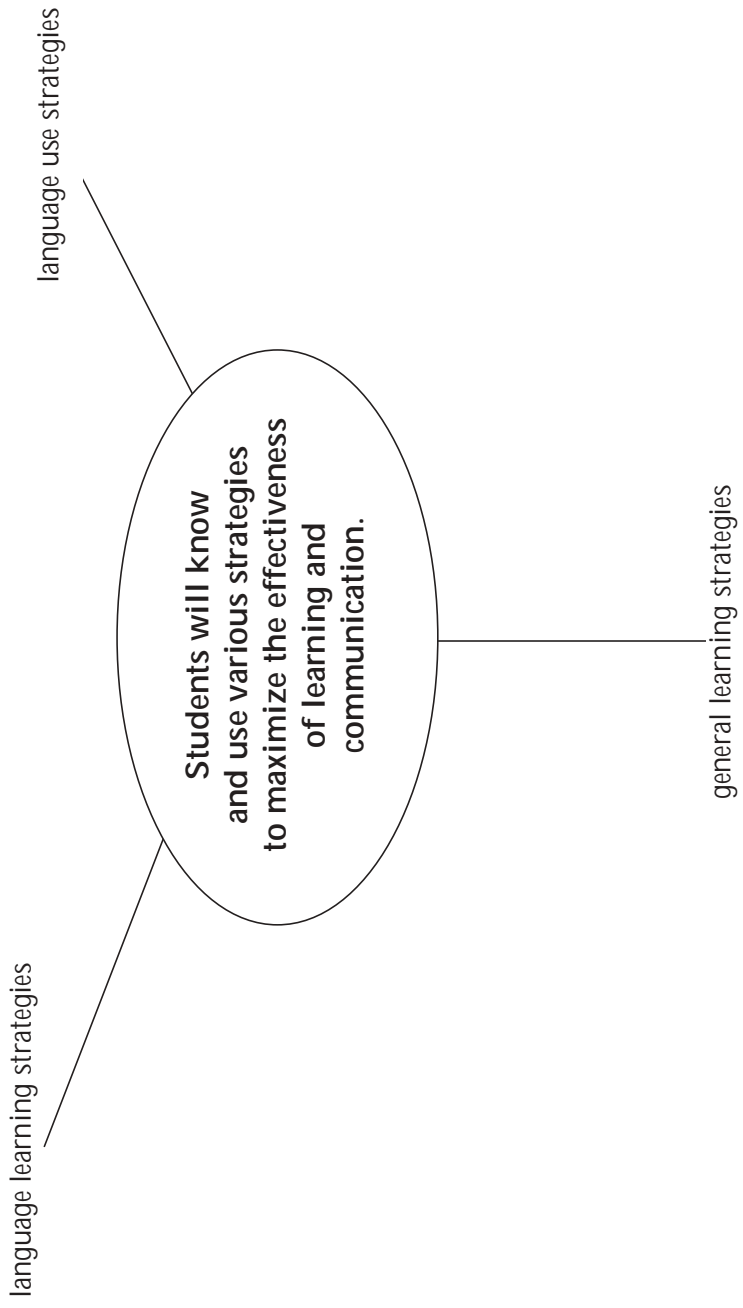 language learning strategies
language use strategies
Students will know
and use various strategies
to maximize the effectiveness
of learning and
communication.
general learning strategies